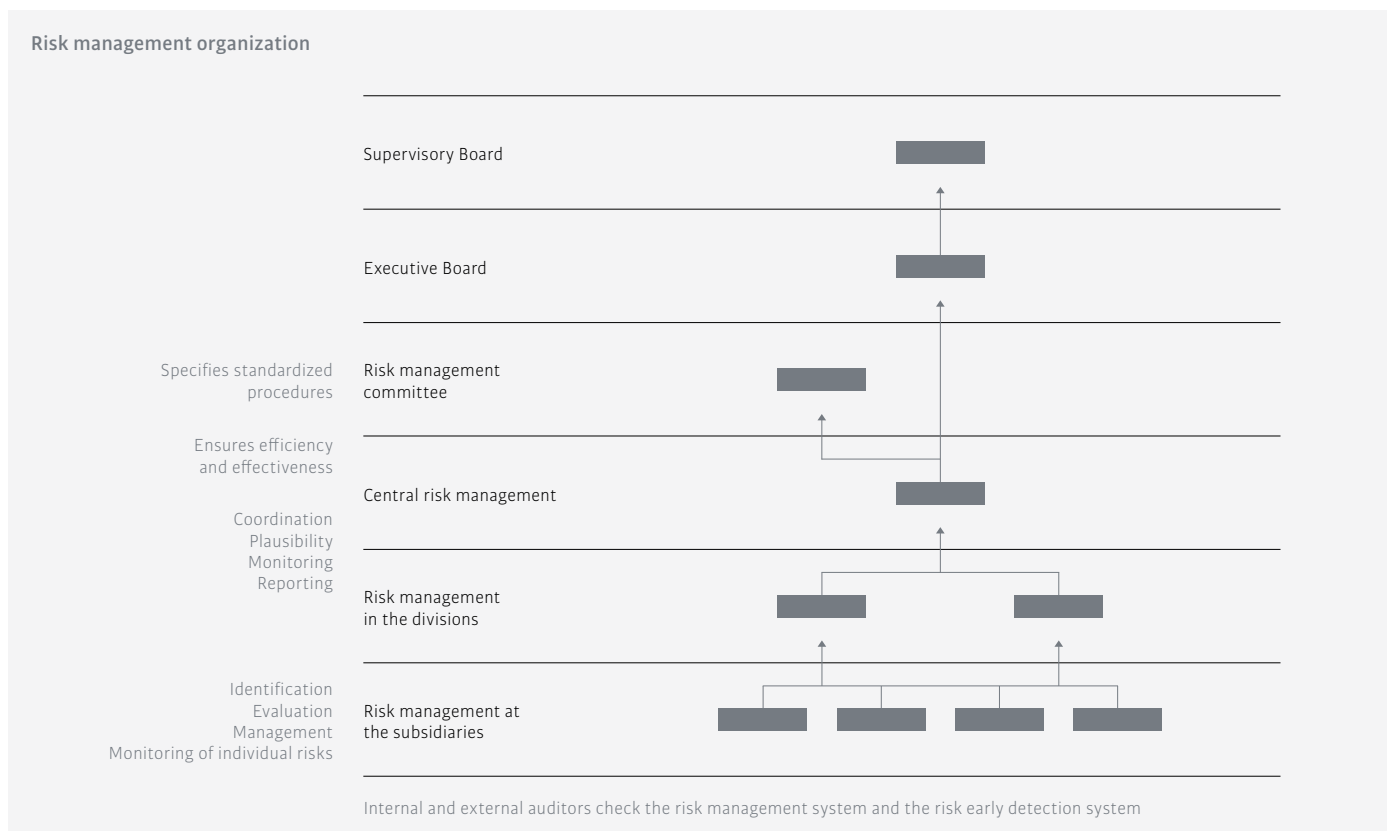 Risk management organization
Supervisory Board
Executive Board
Specifies standardized
procedures
Risk management
committee
Ensures efficiency
and effectiveness
Central risk management
Coordination
Plausibility
Monitoring
Reporting
Risk management
in the divisions
Identification
Evaluation
Management
Monitoring of individual risks
Risk management at
the subsidiaries
Internal and external auditors check the risk management system and the risk early detection system